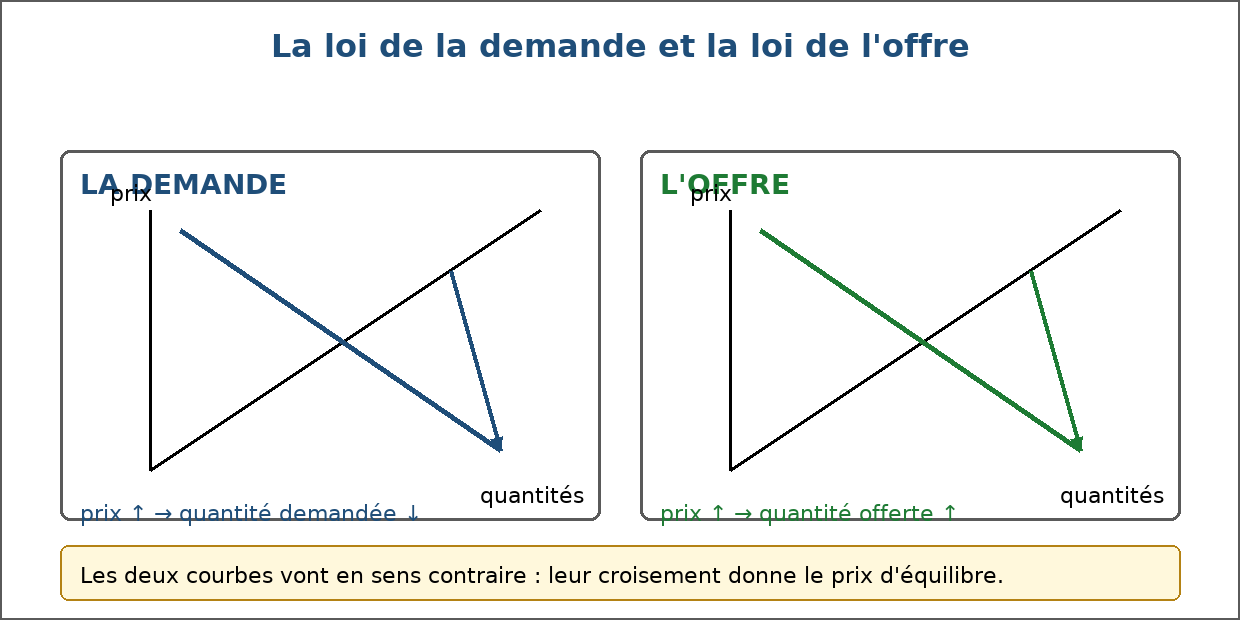 La loi de la demande et la loi de l'offre
LA DEMANDE
prix
quantités
prix ↑ → quantité demandée ↓
L'OFFRE
prix
quantités
prix ↑ → quantité offerte ↑
Les deux courbes vont en sens contraire : leur croisement donne le prix d'équilibre.